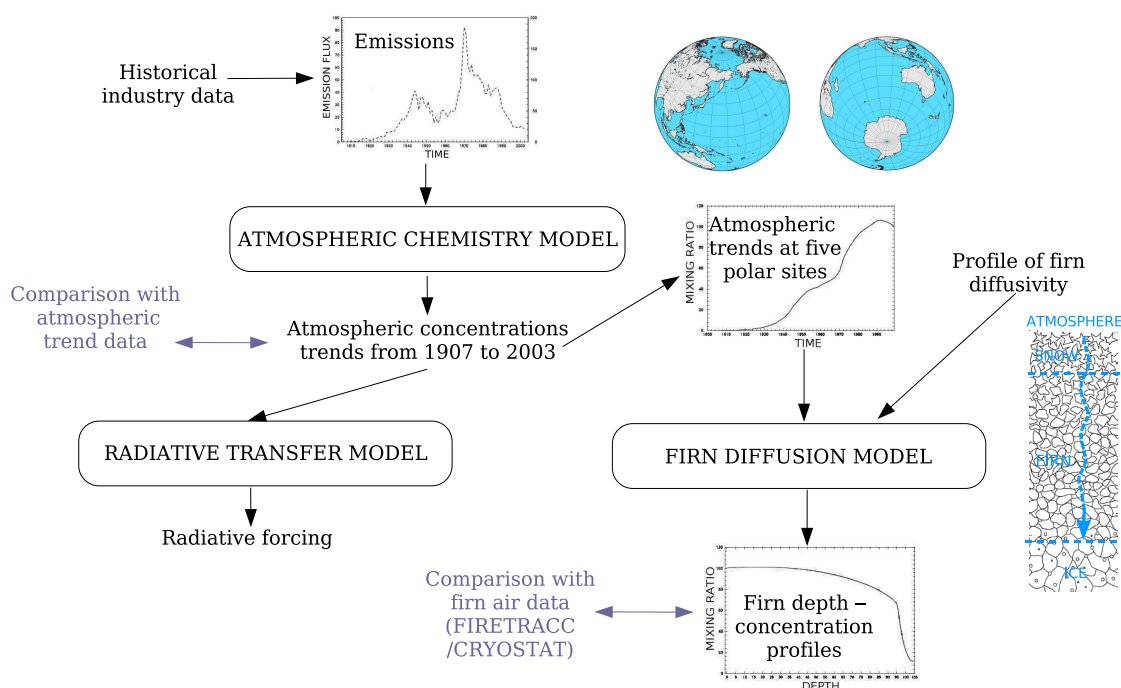 Historical
industry data
Emissions
EMISSION FLUX
TIME
ATMOSPHERIC CHEMISTRY MODEL
Atmospheric
trends at five
polar sites
MIXING RATIO
TIME
Profile of firn
diffusivity
Comparison with
atmospheric
trend data
Atmospheric concentrations
trends from 1907 to 2003
RADIATIVE TRANSFER MODEL
Radiative forcing
FIRN DIFFUSION MODEL
ATMOSPHERE
SNOW
FIRN
ICE
Comparison with
firn air data
(FIRETRACC
/CRYOSTAT)
MIXING RATIO
Firn depth –
concentration
profiles
DEPTH